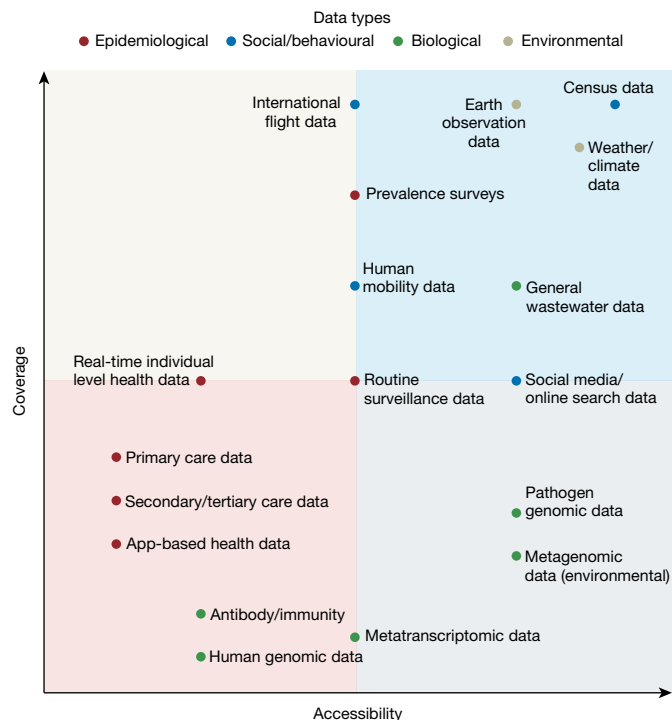 Data types
Epidemiological
Social/behavioural
Biological
Environmental
International
flight data
Earth
observation
data
Census data
Weather/
climate
data
Prevalence surveys
Human
mobility data
General
wastewater data
Real-time individual
level health data
Routine
surveillance data
Social media/
online search data
Primary care data
Secondary/tertiary care data
App-based health data
Pathogen
genomic data
Metagenomic
data (environmental)
Antibody/immunity
Metatranscriptomic data
Human genomic data
Coverage
Accessibility